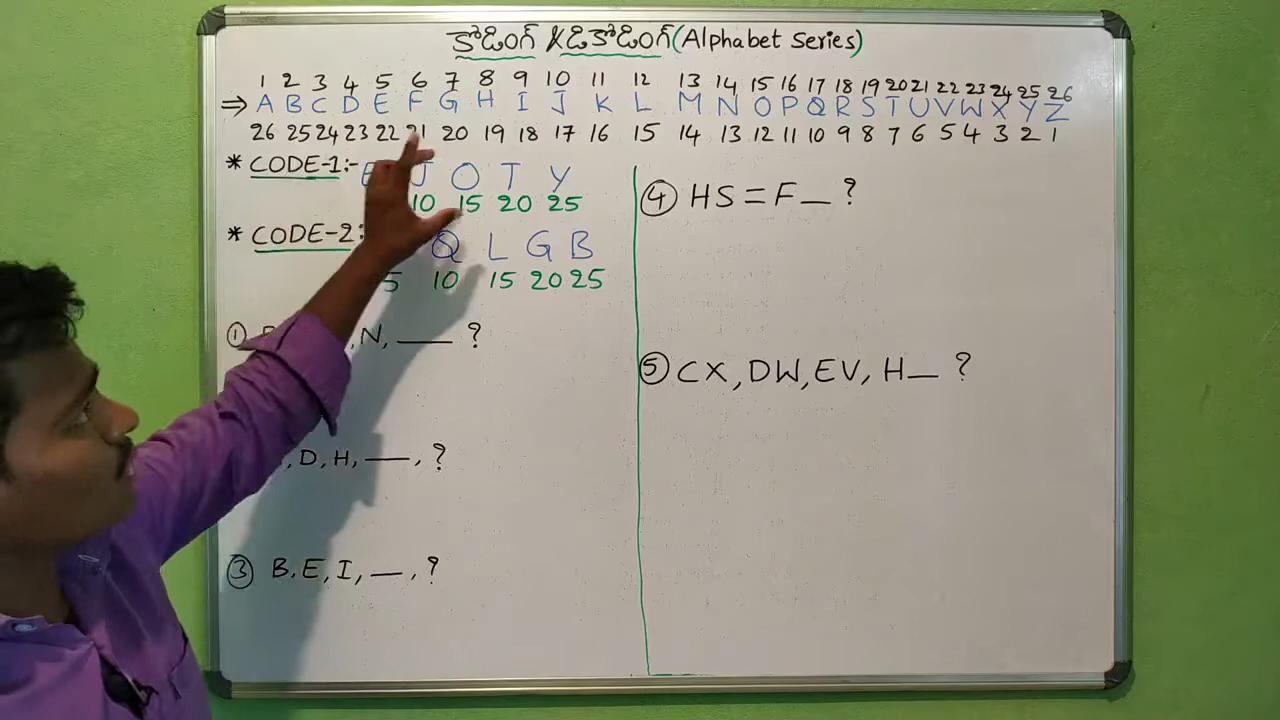 కోడింగ్ & డికోడింగ్ (Alphabet Series)
1 2 3 4 5 6 7 8 9 10 11 12 13 14 15 16 17 18 19 20 21 22 23 24 25 26
⇒ A B C D E F G H I J K L M N O P Q R S T U V W X Y Z
26 25 24 23 22 21 20 19 18 17 16 15 14 13 12 11 10 9 8 7 6 5 4 3 2 1
* CODE-1:- E J O T Y
10 15 20 25
* CODE-2: Q L G B
5 10 15 20 25
① N, ___ ?
, D, H, ___, ?
③ B, E, I, __, ?
④ HS = F _ ?
⑤ CX, DW, EV, H_ ?